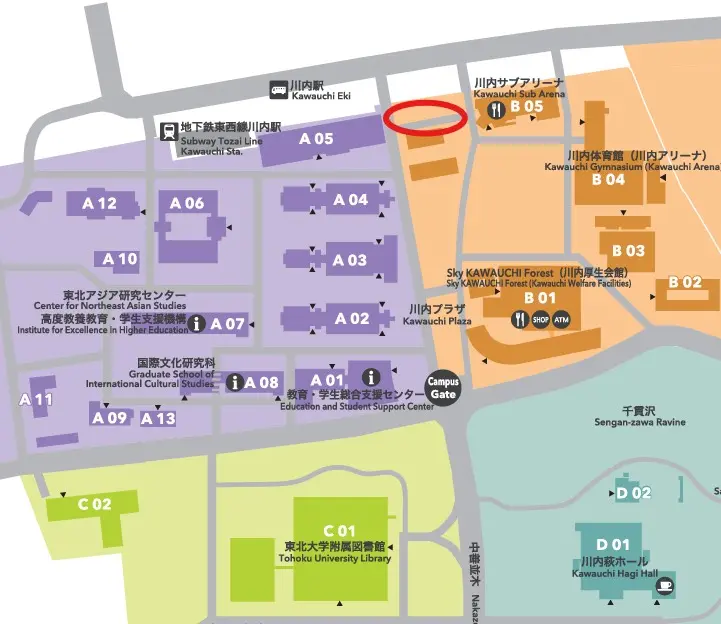 川内駅
Kawauchi Eki
地下鉄東西線川内駅
Subway Tozai Line
Kawauchi Sta.
A 05
川内サブアリーナ
Kawauchi Sub Arena
B 05
川内体育館（川内アリーナ）
Kawauchi Gymnasium (Kawauchi Arena)
B 04
A 12
A 06
A 04
A 10
A 03
B 03
B 02
東北アジア研究センター
Center for Northeast Asian Studies
高度教養教育・学生支援機構
Institute for Excellence in Higher Education
A 07
A 02
川内プラザ
Kawauchi Plaza
Sky KAWAUCHI Forest（川内厚生会館）
Sky KAWAUCHI Forest (Kawauchi Welfare Facilities)
B 01
SHOP
ATM
国際文化研究科
Graduate School of
International Cultural Studies
A 08
A 01
教育・学生総合支援センター
Education and Student Support Center
Campus
Gate
A 11
A 09
A 13
千貫沢
Sengan-zawa Ravine
C 02
C 01
東北大学附属図書館
Tohoku University Library
中善並木 Nakaz
D 02
Sa
D 01
川内萩ホール
Kawauchi Hagi Hall